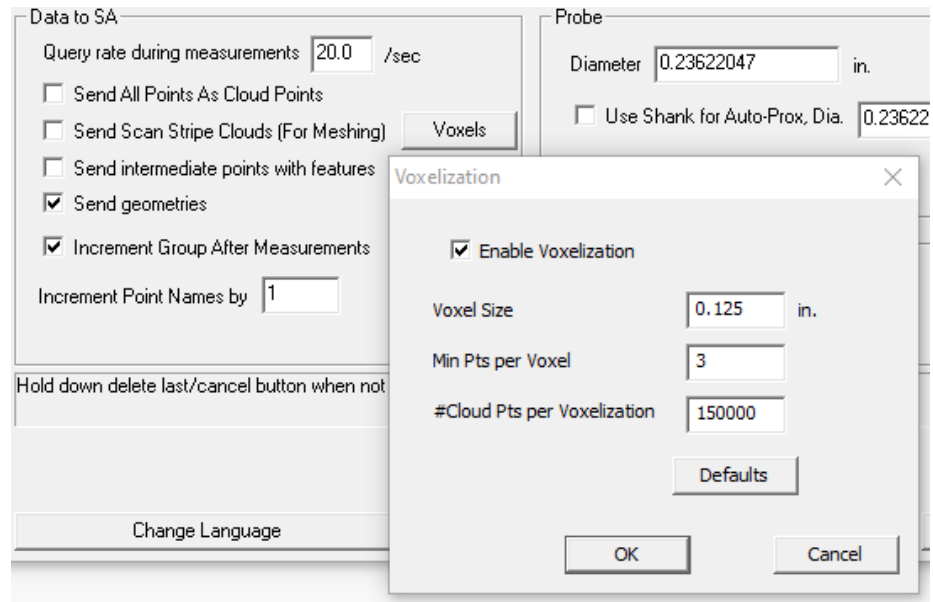 Data to SA
Query rate during measurements 20.0 /sec
Send All Points As Cloud Points
Send Scan Stripe Clouds (For Meshing) Voxels
Send intermediate points with features
Send geometries
Increment Group After Measurements
Increment Point Names by 1
Probe
Diameter 0.23622047 in.
Use Shank for Auto-Prox, Dia. 0.23622
Hold down delete last/cancel button when not
Change Language
Voxelization
Enable Voxelization
Voxel Size 0.125 in.
Min Pts per Voxel 3
#Cloud Pts per Voxelization 150000
Defaults
OK Cancel